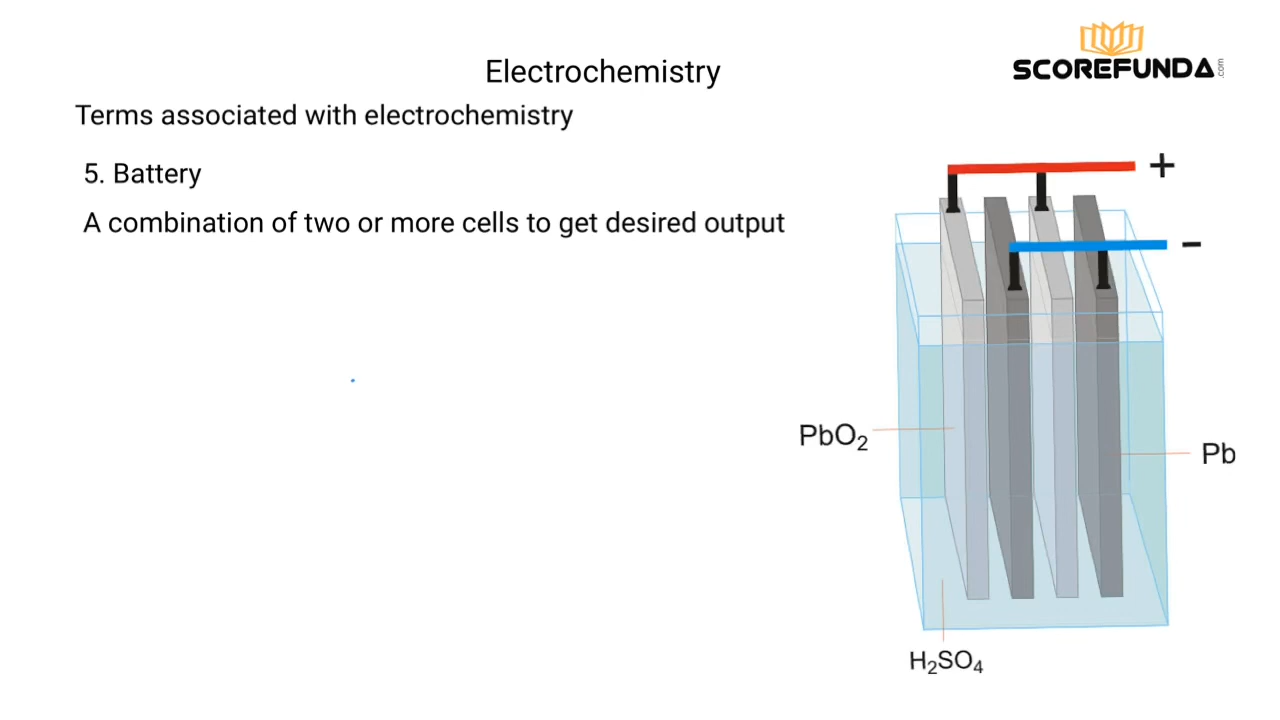 Electrochemistry
SCOREFUNDA.com
Terms associated with electrochemistry
5. Battery
A combination of two or more cells to get desired output
+
-
PbO₂
Pb
H₂SO₄